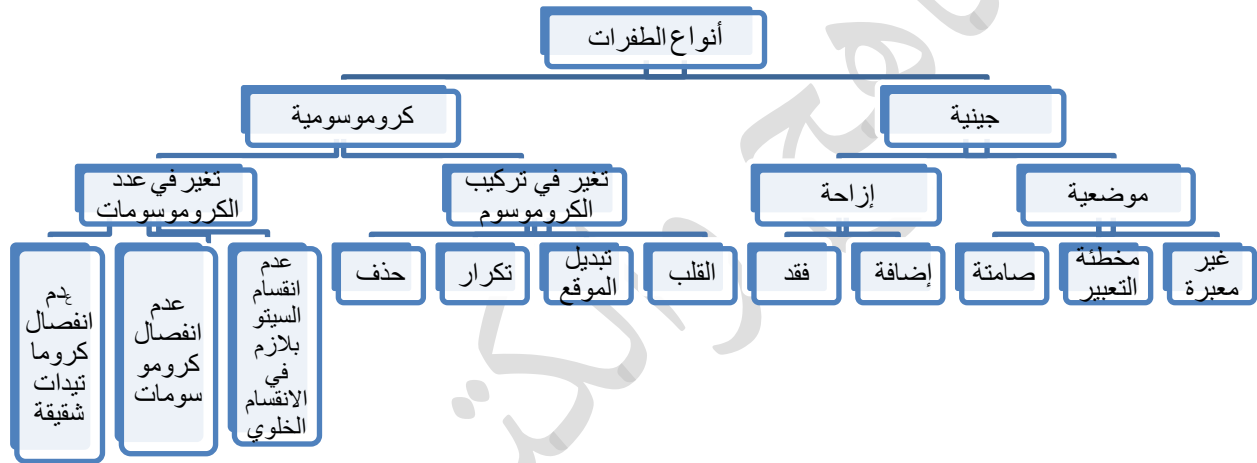 أنواع الطفرات
جينية
كروموسومية
موضعية
إزاحة
تغير في تركيب
الكروموسوم
تغير في عدد
الكروموسومات
غير
معبرة
مخطئة
التعبير
صامتة
إضافة
فقد
القلب
تبديل
الموقع
تكرار
حذف
عدم
انقسام
السيتو
بلازم
في
الانقسام
الخلوي
عدم
انفصال
كرومو
سومات
عدم
انفصال
كروما
تيدات
شقيقة